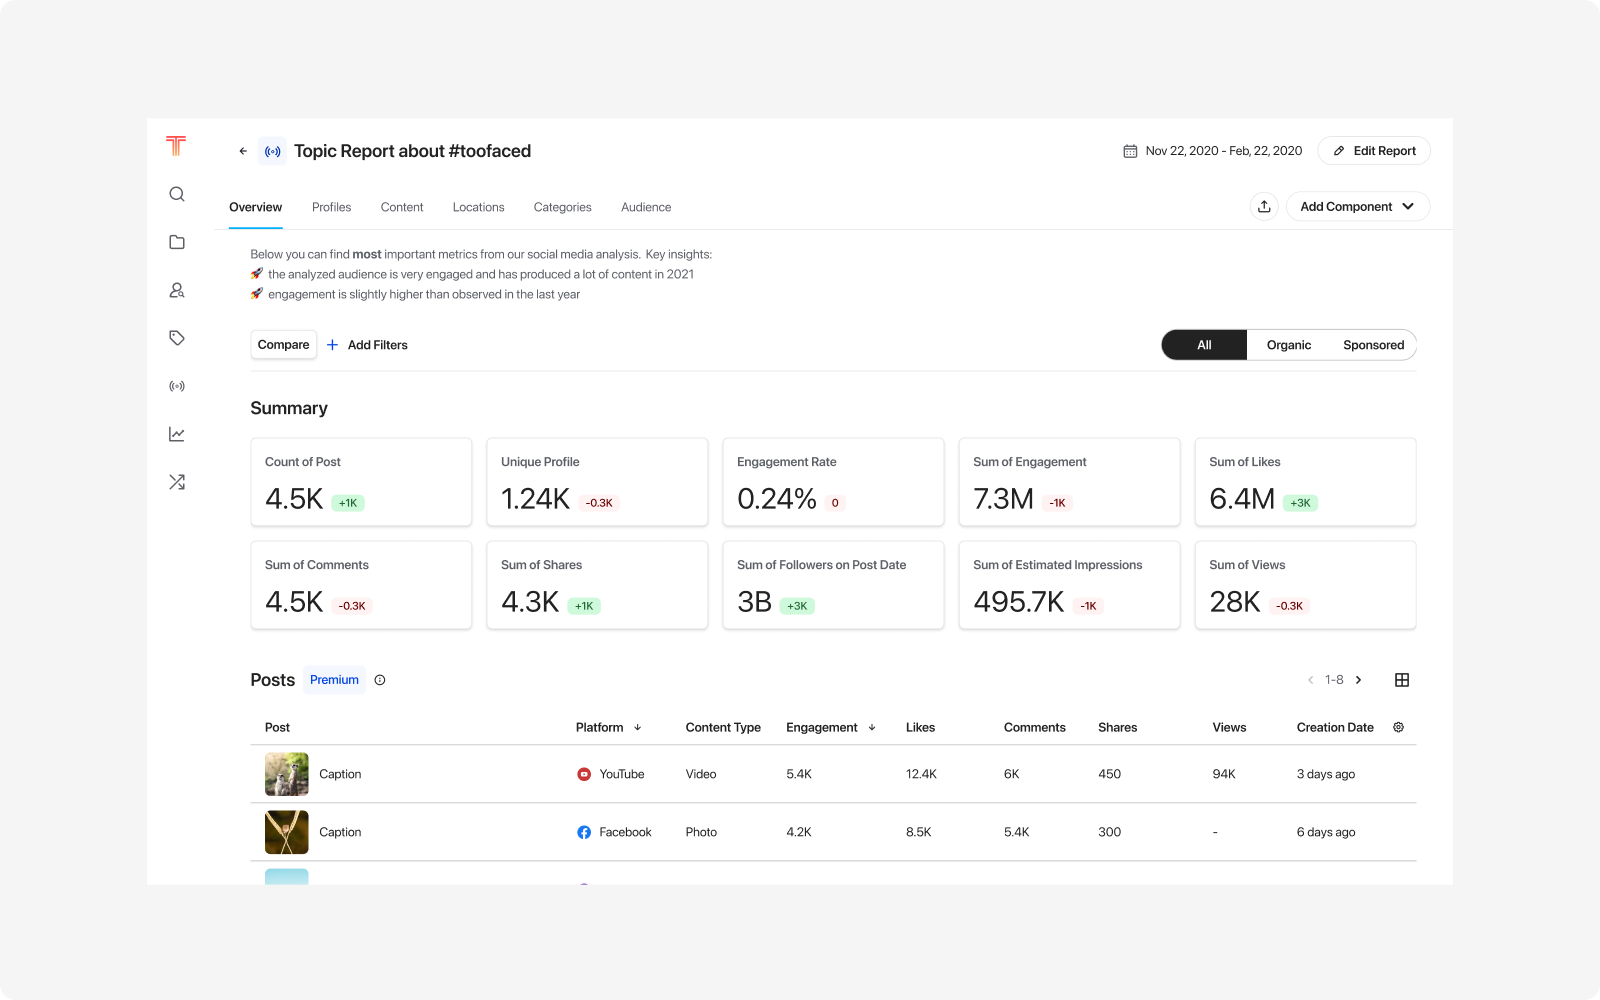 Topic Report about #toofaced
Nov 22, 2020 - Feb, 22, 2020
Edit Report
Overview Profiles Content Locations Categories Audience
Add Component
Below you can find most important metrics from our social media analysis. Key insights:
🚀 the analyzed audience is very engaged and has produced a lot of content in 2021
🚀 engagement is slightly higher than observed in the last year
Compare + Add Filters
All Organic Sponsored
Summary
Count of Post
4.5K +1K
Unique Profile
1.24K -0.3K
Engagement Rate
0.24% 0
Sum of Engagement
7.3M -1K
Sum of Likes
6.4M +3K
Sum of Comments
4.5K -0.3K
Sum of Shares
4.3K +1K
Sum of Followers on Post Date
3B +3K
Sum of Estimated Impressions
495.7K -1K
Sum of Views
28K -0.3K
Posts Premium
1-8
Post Platform Content Type Engagement Likes Comments Shares Views Creation Date
Caption YouTube Video 5.4K 12.4K 6K 450 94K 3 days ago
Caption Facebook Photo 4.2K 8.5K 5.4K 300 - 6 days ago